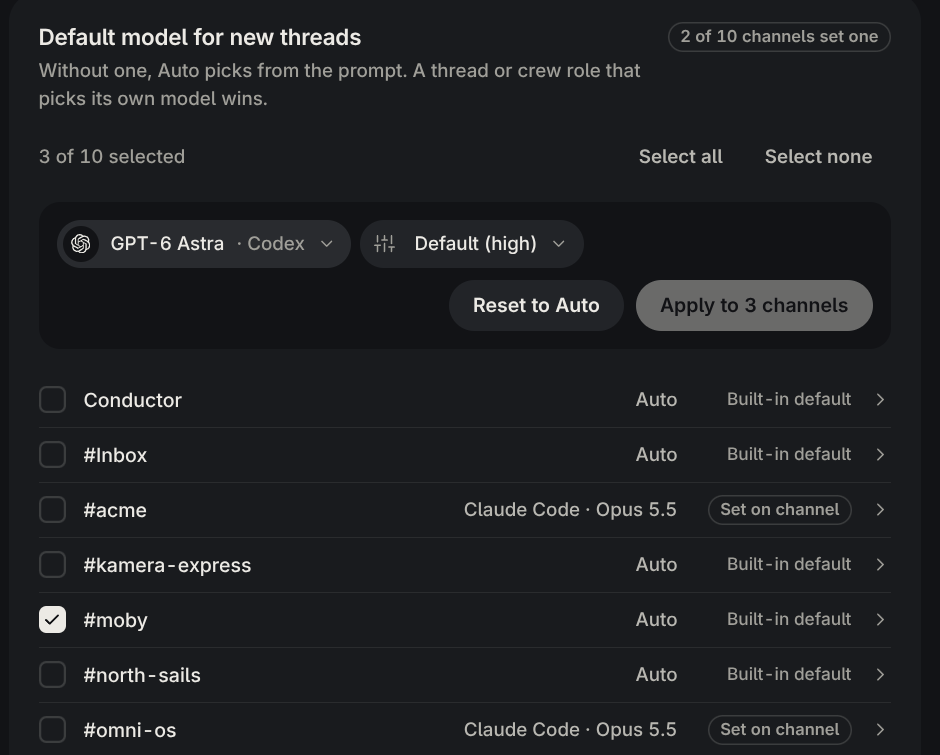 Default model for new threads
2 of 10 channels set one
Without one, Auto picks from the prompt. A thread or crew role that
picks its own model wins.
3 of 10 selected
Select all
Select none
GPT-6 Astra · Codex
Default (high)
Reset to Auto
Apply to 3 channels
Conductor Auto Built-in default
#Inbox Auto Built-in default
#acme Claude Code · Opus 5.5 Set on channel
#kamera-express Auto Built-in default
#moby Auto Built-in default
#north-sails Auto Built-in default
#omni-os Claude Code · Opus 5.5 Set on channel